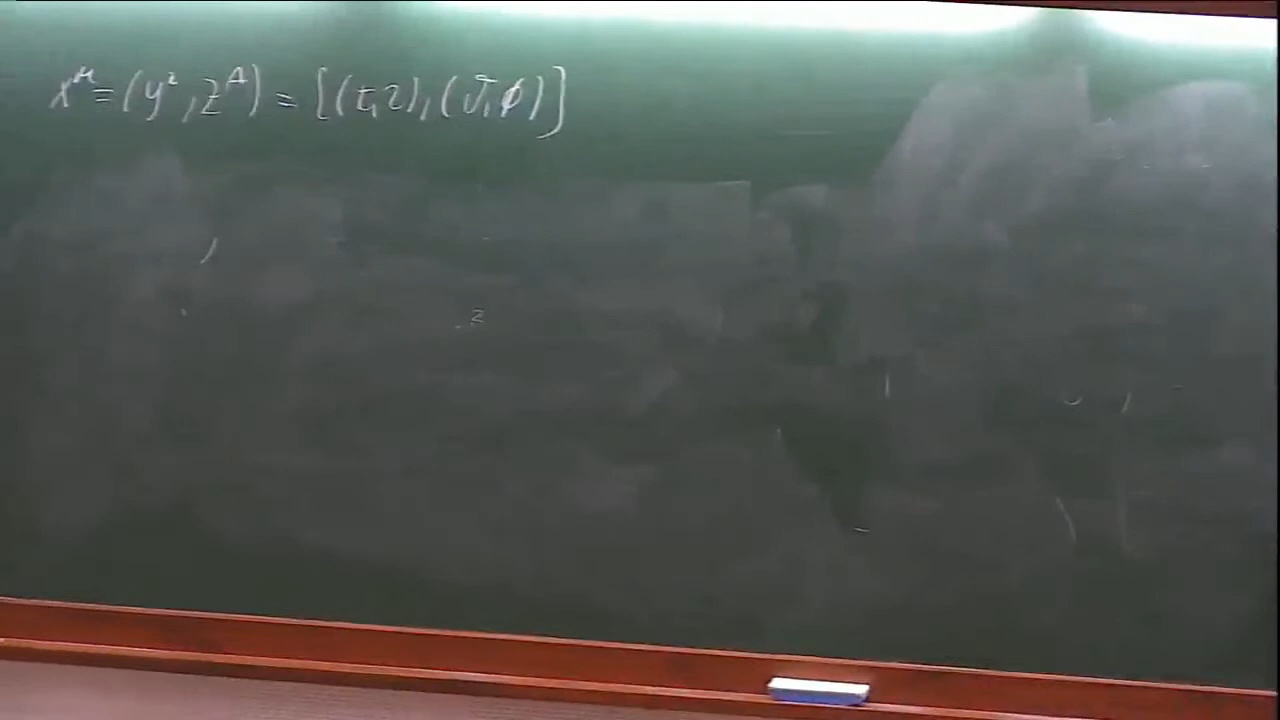 x^μ = (y^a, z^A) = [(t,r), (ϑ,φ)]